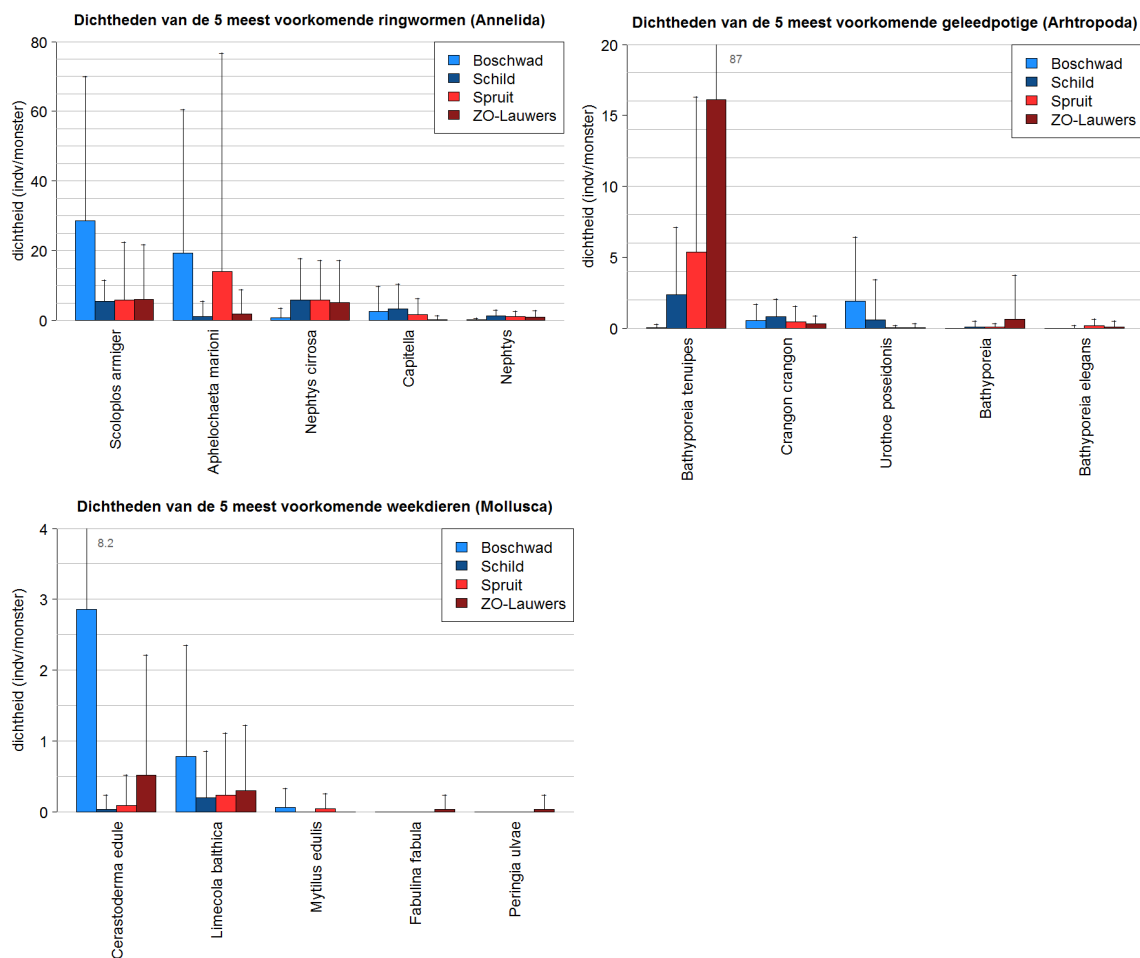 Dichtheden van de 5 meest voorkomende ringwormen (Annelida)
80
60
40
20
0
dichtheid (indv/monster)
Boschwad
Schild
Spruit
ZO-Lauwers
Scoloplos armiger
Aphelochaeta marioni
Nephtys cirrosa
Capitella
Nephtys
Dichtheden van de 5 meest voorkomende geleedpotige (Arhtropoda)
20
15
10
5
0
dichtheid (indv/monster)
87
Boschwad
Schild
Spruit
ZO-Lauwers
Bathyporeia tenuipes
Crangon crangon
Urothoe poseidonis
Bathyporeia
Bathyporeia elegans
Dichtheden van de 5 meest voorkomende weekdieren (Mollusca)
4
3
2
1
0
dichtheid (indv/monster)
8.2
Boschwad
Schild
Spruit
ZO-Lauwers
Cerastoderma edule
Limecola balthica
Mytilus edulis
Fabulina fabula
Peringia ulvae